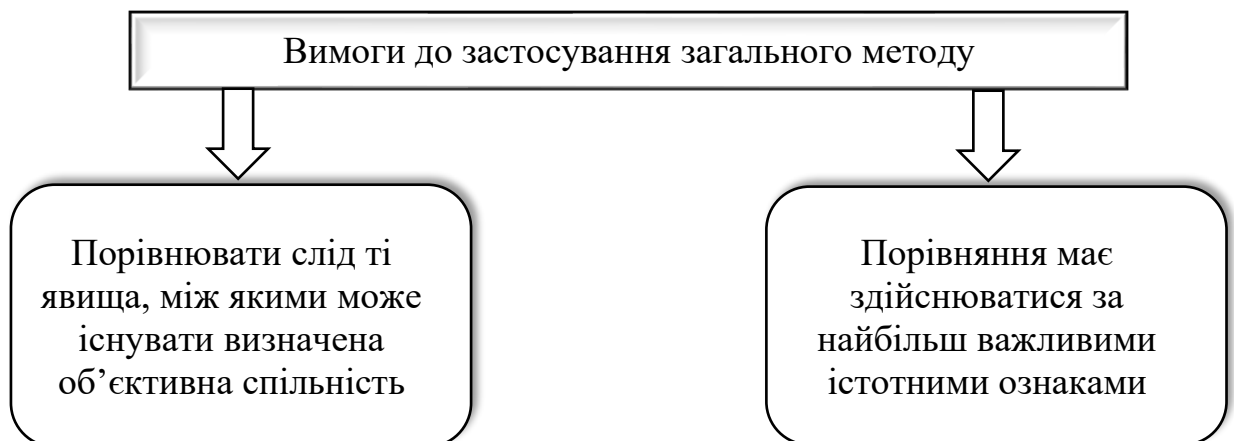 Вимоги до застосування загального методу
Порівнювати слід ті
явища, між якими може
існувати визначена
об’єктивна спільність
Порівняння має
здійснюватися за
найбільш важливими
істотними ознаками